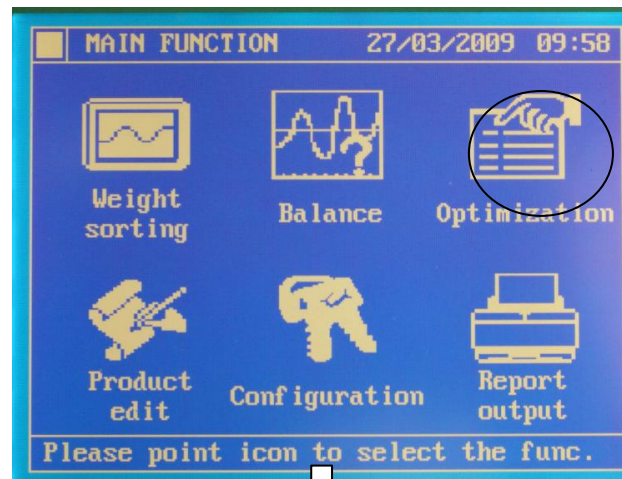 MAIN FUNCTION 27/03/2009 09:58
Weight
sorting
Balance
Optimization
Product
edit
Configuration
Report
output
Please point icon to select the func.